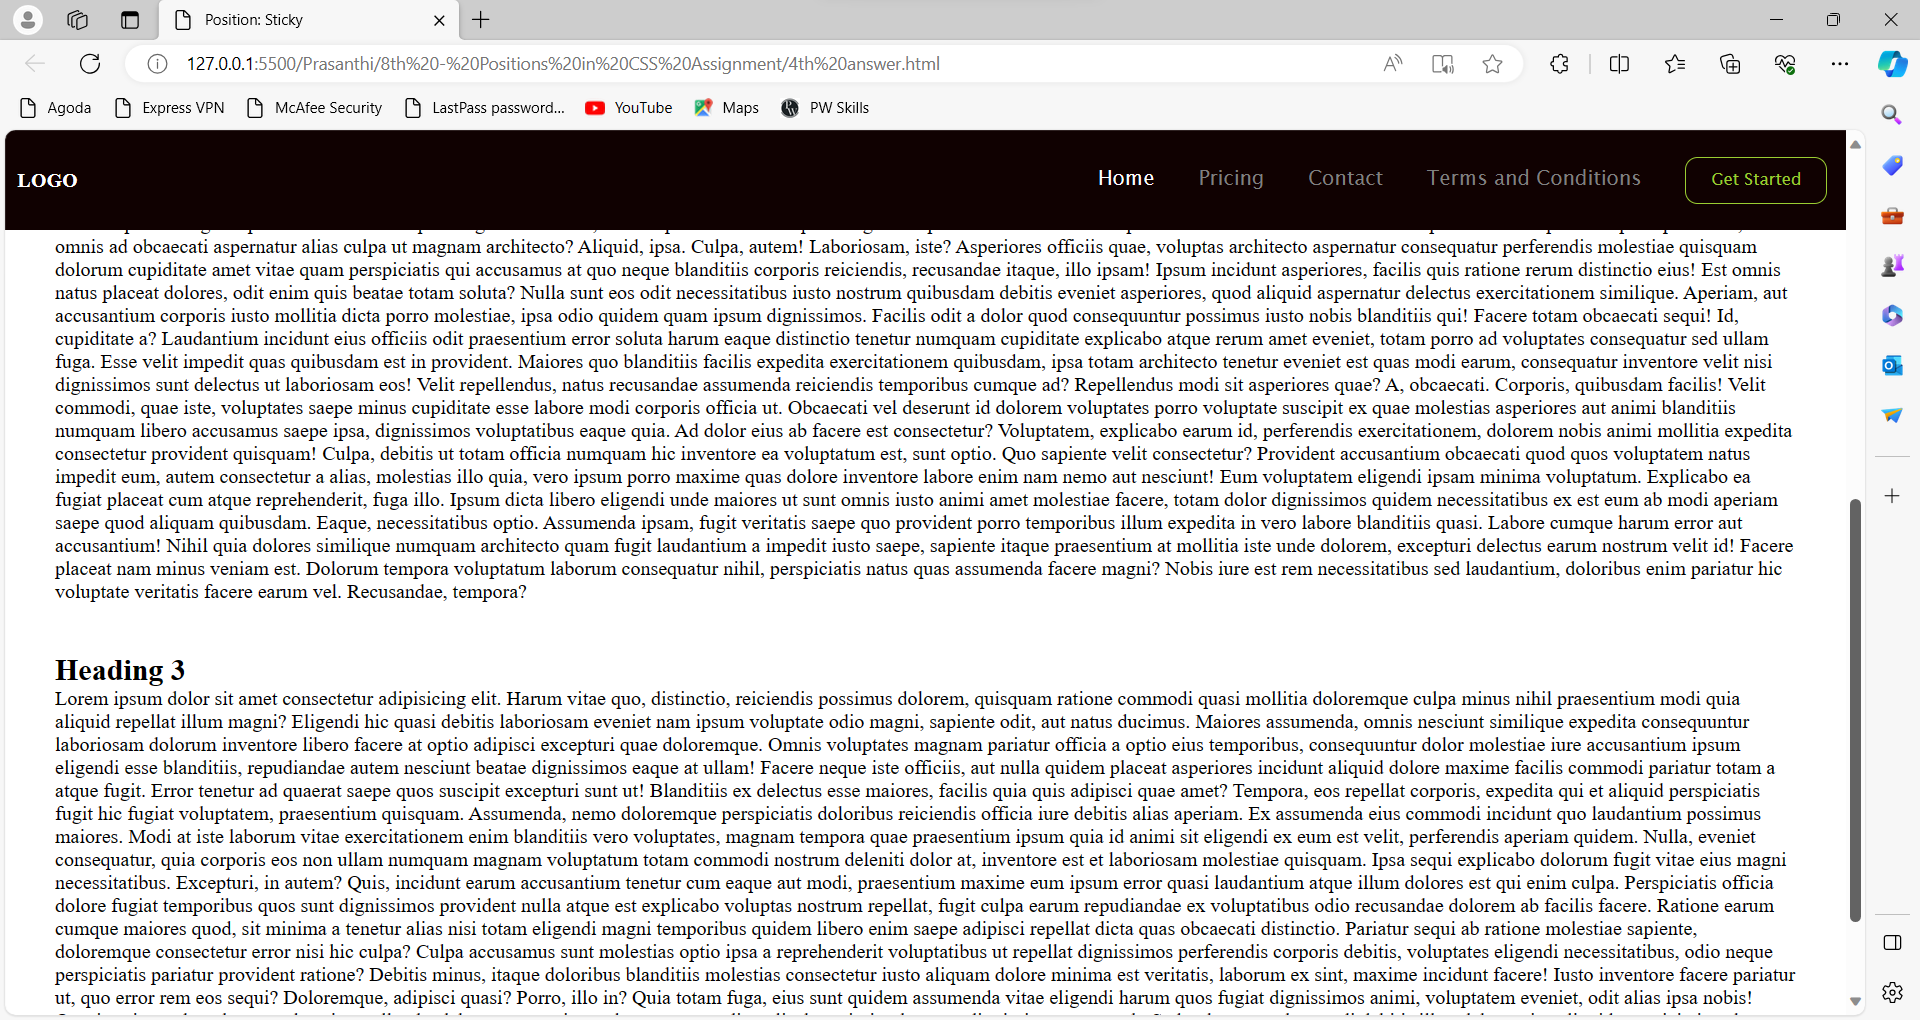 Position: Sticky
127.0.0.1:5500/Prasanthi/8th%20-%20Positions%20in%20CSS%20Assignment/4th%20answer.html
Agoda Express VPN McAfee Security LastPass password... YouTube Maps PW Skills
LOGO Home Pricing Contact Terms and Conditions Get Started
omnis ad obcaecati aspernatur alias culpa ut magnam architecto? Aliquid, ipsa. Culpa, autem! Laboriosam, iste? Asperiores officiis quae, voluptas architecto aspernatur consequatur perferendis molestiae quisquam
dolorum cupiditate amet vitae quam perspiciatis qui accusamus at quo neque blanditiis corporis reiciendis, recusandae itaque, illo ipsam! Ipsum incidunt asperiores, facilis quis ratione rerum distinctio eius! Est omnis
natus placeat dolores, odit enim quis beatae totam soluta? Nulla sunt eos odit necessitatibus iusto nostrum quibusdam debitis eveniet asperiores, quod aliquid aspernatur delectus exercitationem similique. Aperiam, aut
accusantium corporis iusto mollitia dicta porro molestiae, ipsa odio quidem quam ipsum dignissimos. Facilis odit a dolor quod consequuntur possimus iusto nobis blanditiis qui! Facere totam obcaecati sequi! Id,
cupiditate a? Laudantium incidunt eius officiis odit praesentium error soluta harum eaque distinctio tenetur numquam cupiditate explicabo atque rerum amet eveniet, totam porro ad voluptates consequatur sed ullam
fuga. Esse velit impedit quas quibusdam est in provident. Maiores quo blanditiis facilis expedita exercitationem quibusdam, ipsa totam architecto tenetur eveniet est quas modi earum, consequatur inventore velit nisi
dignissimos sunt delectus ut laboriosam eos! Velit repellendus, natus recusandae assumenda reiciendis temporibus cumque ad? Repellendus modi sit asperiores quae? A, obcaecati. Corporis, quibusdam facilis! Velit
commodi, quae iste, voluptates saepe minus cupiditate esse labore modi corporis officia ut. Obcaecati vel deserunt id dolorem voluptates porro voluptate suscipit ex quae molestias asperiores aut animi blanditiis
numquam libero accusamus saepe ipsa, dignissimos voluptatibus eaque quia. Ad dolor eius ab facere est consectetur? Voluptatem, explicabo earum id, perferendis exercitationem, dolorem nobis animi mollitia expedita
consectetur provident quisquam! Culpa, debitis ut totam officia numquam hic inventore ea voluptatum est, sunt optio. Quo sapiente velit consectetur? Provident accusantium obcaecati quod quos voluptatem natus
impedit eum, autem consectetur a alias, molestias illo quia, vero ipsum porro maxime quas dolore inventore labore enim nam nemo aut nesciunt! Eum voluptatem eligendi ipsam minima voluptatum. Explicabo ea
fugiat placeat cum atque reprehenderit, fuga illo. Ipsum dicta libero eligendi unde maiores ut sunt omnis iusto animi amet molestiae facere, totam dolor dignissimos quidem necessitatibus ex est eum ab modi aperiam
saepe quod aliquam quibusdam. Eaque, necessitatibus optio. Assumenda ipsam, fugit veritatis saepe quo provident porro temporibus illum expedita in vero labore blanditiis quasi. Labore cumque harum error aut
accusantium! Nihil quia dolores similique numquam architecto quam fugit laudantium a impedit iusto saepe, sapiente itaque praesentium at mollitia iste unde dolorem, excepturi delectus earum nostrum velit id! Facere
placeat nam minus veniam est. Dolorum tempora voluptatum laborum consequatur nihil, perspiciatis natus quas assumenda facere magni? Nobis iure est rem necessitatibus sed laudantium, doloribus enim pariatur hic
voluptate veritatis facere earum vel. Recusandae, tempora?
Heading 3
Lorem ipsum dolor sit amet consectetur adipisicing elit. Harum vitae quo, distinctio, reiciendis possimus dolorem, quisquam ratione commodi quasi mollitia doloremque culpa minus nihil praesentium modi quia
aliquid repellat illum magni? Eligendi hic quasi debitis laboriosam eveniet nam ipsum voluptate odio magni, sapiente odit, aut natus ducimus. Maiores assumenda, omnis nesciunt similique expedita consequuntur
laboriosam dolorum inventore libero facere at optio adipisci excepturi quae doloremque. Omnis voluptates magnam pariatur officia a optio eius temporibus, consequuntur dolor molestiae iure accusantium ipsum
eligendi esse blanditiis, repudiandae autem nesciunt beatae dignissimos eaque at ullam! Facere neque iste officiis, aut nulla quidem placeat asperiores incidunt aliquid dolore maxime facilis commodi pariatur totam a
atque fugit. Error tenetur ad quaerat saepe quos suscipit excepturi sunt ut! Blanditiis ex delectus esse maiores, facilis quia quis adipisci quae amet? Tempora, eos repellat corporis, expedita qui et aliquid perspiciatis
fugit hic fugiat voluptatem, praesentium quisquam. Assumenda, nemo doloremque perspiciatis doloribus reiciendis officia iure debitis alias aperiam. Ex assumenda eius commodi incidunt quo laudantium possimus
maiores. Modi at iste laborum vitae exercitationem enim blanditiis vero voluptates, magnam tempora quae praesentium ipsum quia id animi sit eligendi ex eum est velit, perferendis aperiam quidem. Nulla, eveniet
consequatur, quia corporis eos non ullam numquam magnam voluptatum totam commodi nostrum deleniti dolor at, inventore est et laboriosam molestiae quisquam. Ipsa sequi explicabo dolorum fugit vitae eius magni
necessitatibus. Excepturi, in autem? Quis, incidunt earum accusantium tenetur cum eaque aut modi, praesentium maxime eum ipsum error quasi laudantium atque illum dolores est qui enim culpa. Perspiciatis officia
dolore fugiat temporibus quos sunt dignissimos provident nulla atque est explicabo voluptas nostrum repellat, fugit culpa earum repudiandae ex voluptatibus odio recusandae dolorem ab facilis facere. Ratione earum
cumque maiores quod, sit minima a tenetur alias nisi totam eligendi magni temporibus quidem libero enim saepe adipisci repellat dicta quas obcaecati distinctio. Pariatur sequi ab ratione molestiae sapiente,
doloremque consectetur error nisi hic culpa? Culpa accusamus sunt molestias optio ipsa a reprehenderit voluptatibus ut repellat dignissimos perferendis corporis debitis, voluptates eligendi necessitatibus, odio neque
perspiciatis pariatur provident ratione? Debitis minus, itaque doloribus blanditiis molestias consectetur iusto aliquam dolore minima est veritatis, laborum ex sint, maxime incidunt facere! Iusto inventore facere pariatur
ut, quo error rem eos sequi? Doloremque, adipisci quasi? Porro, illo in? Quia totam fuga, eius sunt quidem assumenda vitae eligendi harum quos fugiat dignissimos animi, voluptatem eveniet, odit alias ipsa nobis!